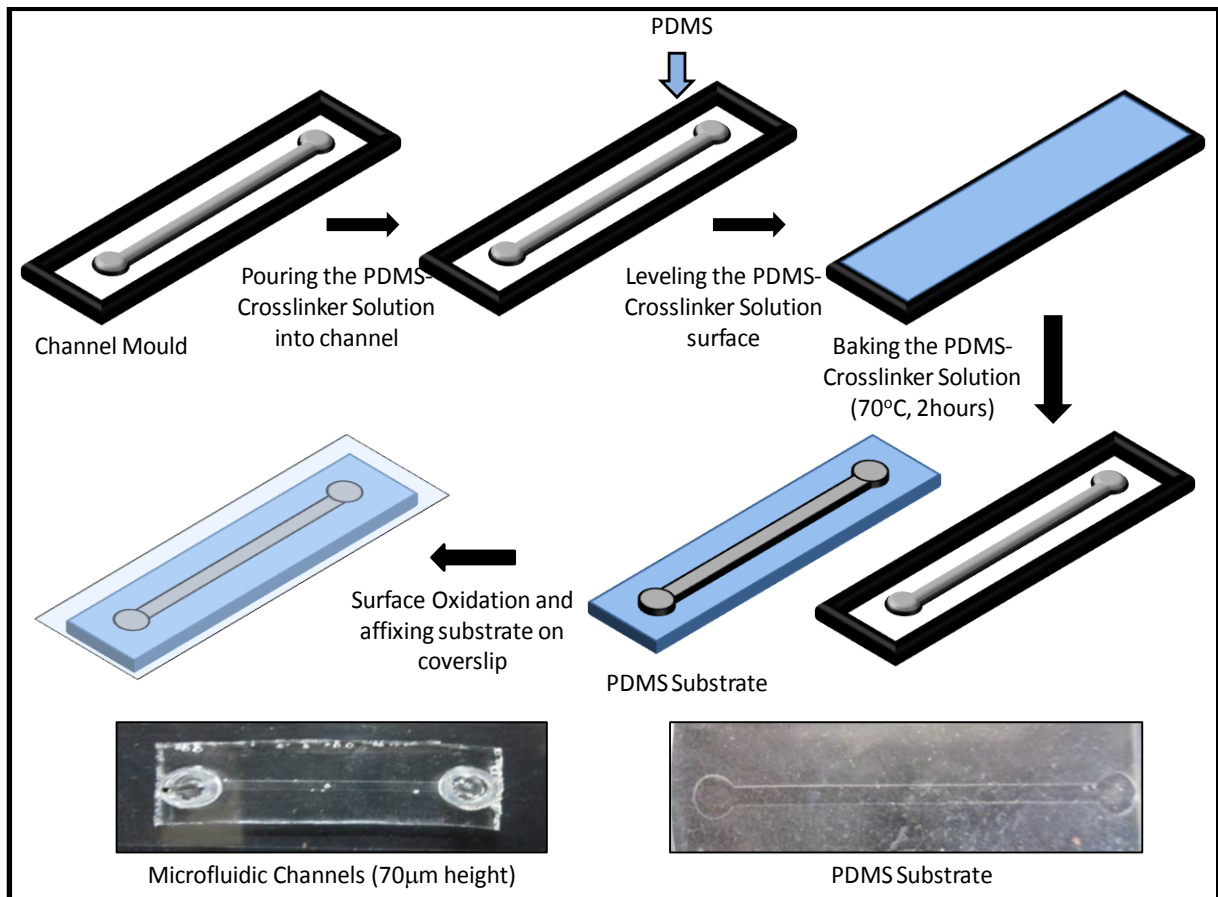 PDMS
Pouring the PDMS-
Crosslinker Solution
into channel
Leveling the PDMS-
Crosslinker Solution
surface
Channel Mould
Baking the PDMS-
Crosslinker Solution
(70°C, 2hours)
Surface Oxidation and
affixing substrate on
coverslip
PDMS Substrate
Microfluidic Channels (70μm height)
PDMS Substrate